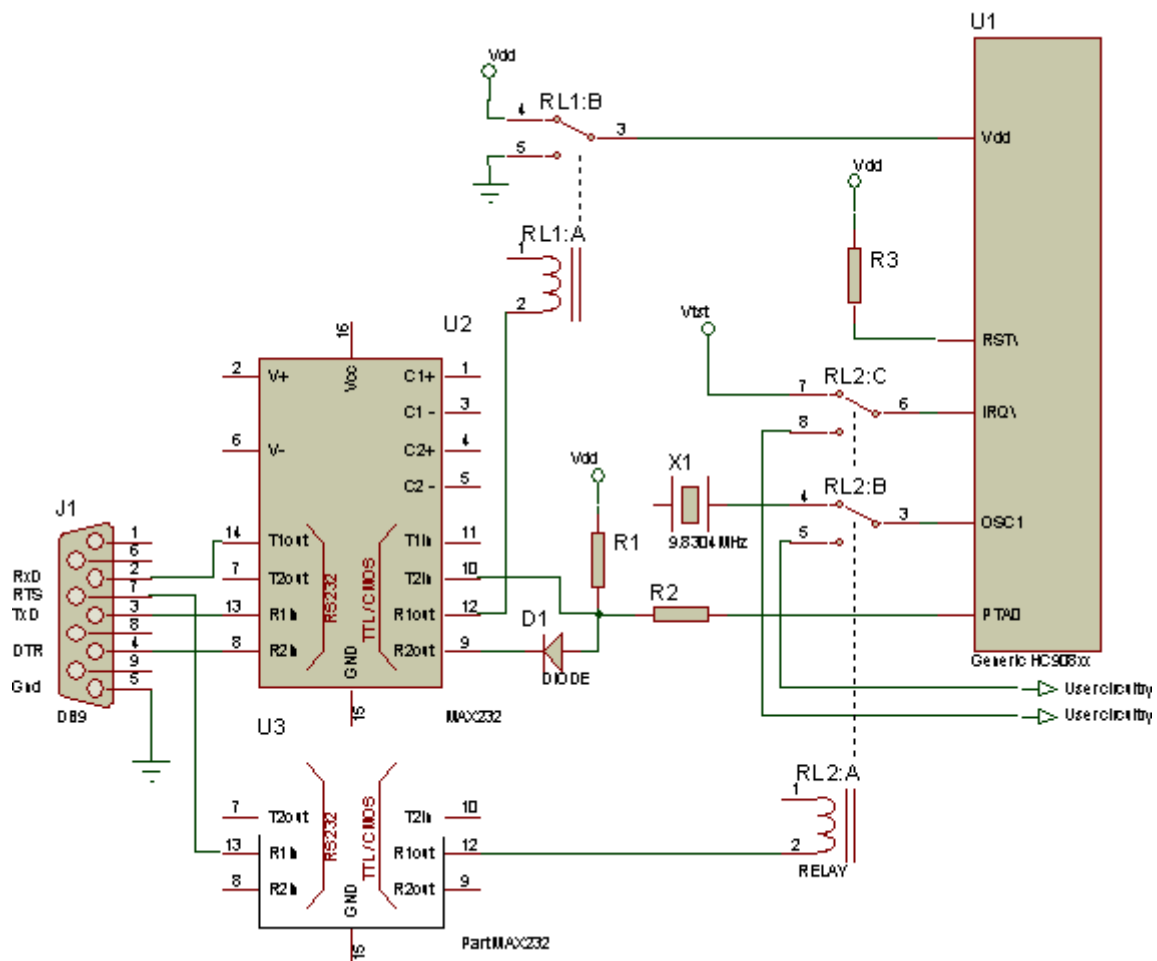 U1
Vdd
RL1:B
4
3
5
Vdd
Vdd
RL1:A
1
2
R3
U2
Vtst
RST\
16
Vcc
2
V+
C1+
1
C1 -
3
6
V-
C2+
4
C2 -
5
RL2:C
7
6
IRQ\
8
Vdd
X1
RL2:B
4
3
OSC1
5
9.8304MHz
J1
1
6
RxD
2
RTS
7
TxD
3
8
DTR
4
9
Gnd
5
DB9
14
T1out
T1In
11
7
T2out
T2In
10
13
R1In
R1out
12
8
R2In
R2out
9
RS232
TTL/CMOS
GND
15
MAX232
R1
R2
D1
DIODE
PTA0
Generic HC908xx
User circuitry
User circuitry
U3
7
T2out
T2In
10
13
R1In
R1out
12
8
R2In
R2out
9
RS232
TTL/CMOS
GND
15
Part MAX232
RL2:A
1
2
RELAY